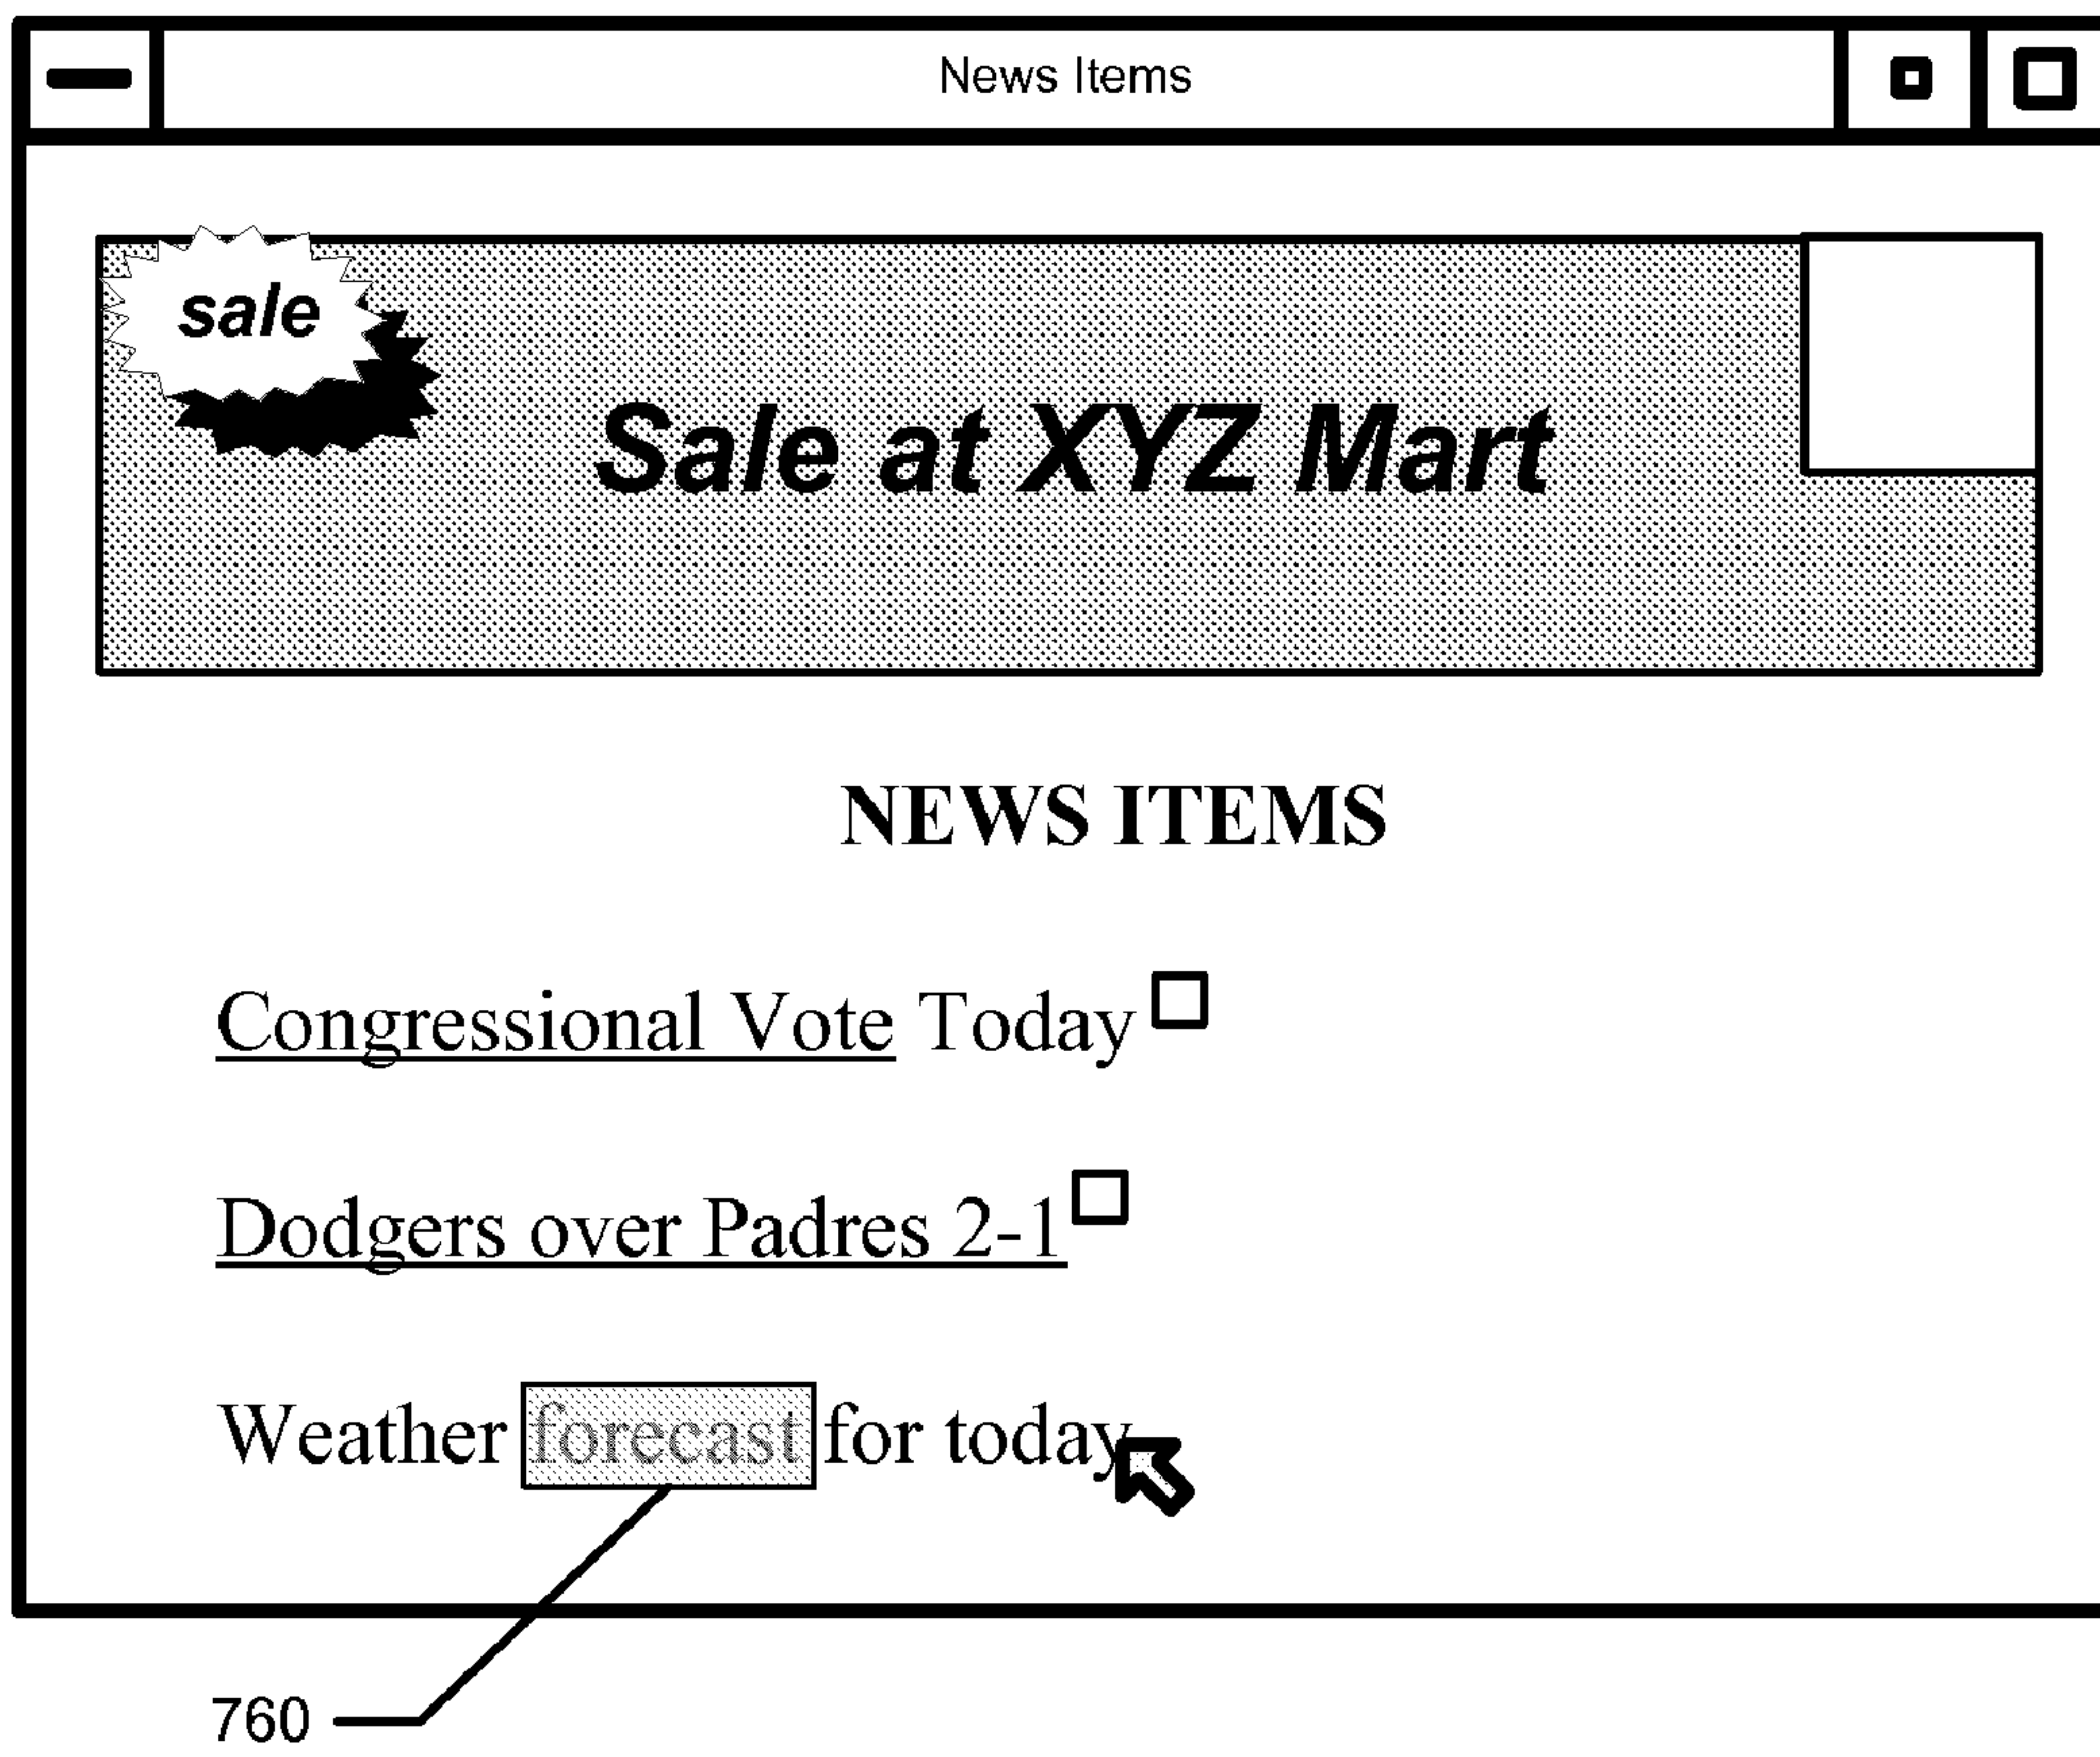 News Items
sale
Sale at XYZ Mart
NEWS ITEMS
Congressional Vote Today
Dodgers over Padres 2-1
Weather forecast for today
760